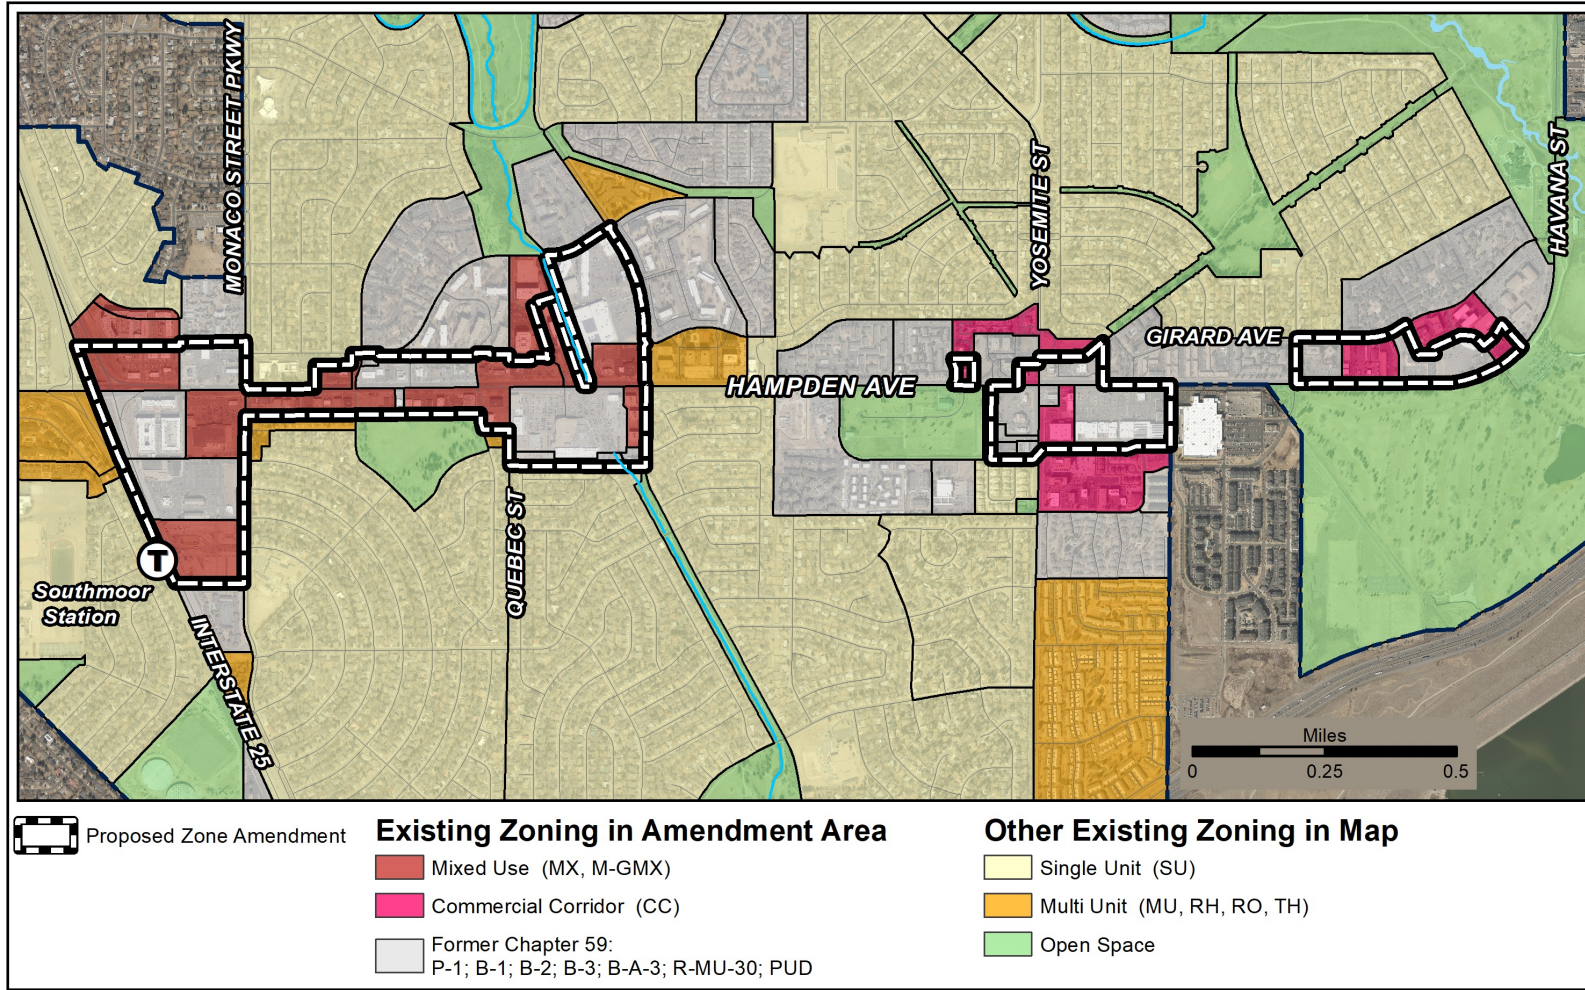 MONACO STREET PKWY
YOSEMITE ST
HAVANA ST
GIRARD AVE
HAMPDEN AVE
QUEBEC ST
T
Southmoor
Station
INTERSTATE 25
Miles
0 0.25 0.5
Proposed Zone Amendment
Existing Zoning in Amendment Area
Mixed Use (MX, M-GMX)
Commercial Corridor (CC)
Former Chapter 59:
P-1; B-1; B-2; B-3; B-A-3; R-MU-30; PUD
Other Existing Zoning in Map
Single Unit (SU)
Multi Unit (MU, RH, RO, TH)
Open Space